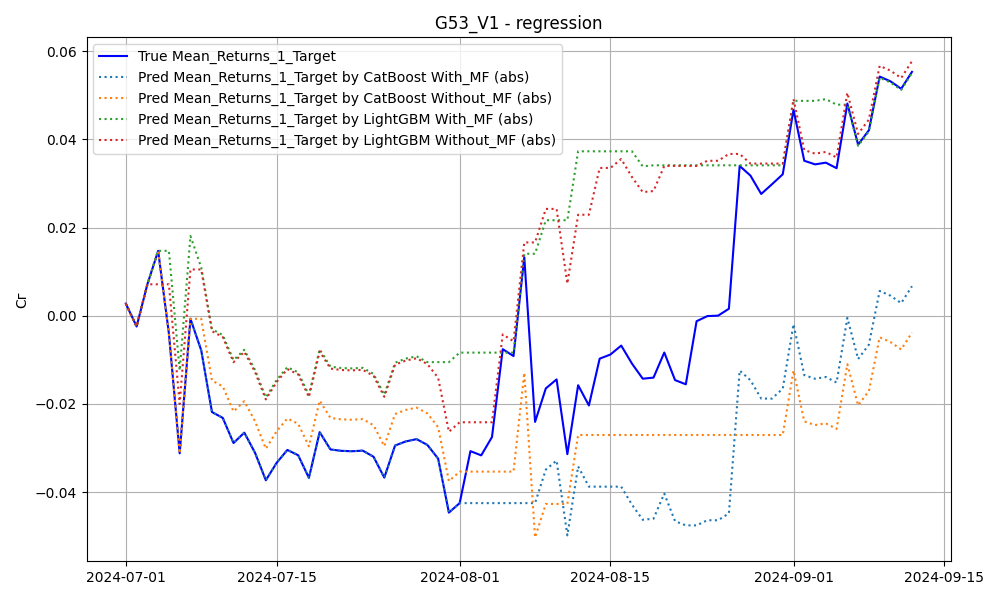 G53_V1 - regression
True Mean_Returns_1_Target
Pred Mean_Returns_1_Target by CatBoost With_MF (abs)
Pred Mean_Returns_1_Target by CatBoost Without_MF (abs)
Pred Mean_Returns_1_Target by LightGBM With_MF (abs)
Pred Mean_Returns_1_Target by LightGBM Without_MF (abs)
0.06
0.04
0.02
0.00
−0.02
−0.04
Cr
2024-07-01
2024-07-15
2024-08-01
2024-08-15
2024-09-01
2024-09-15